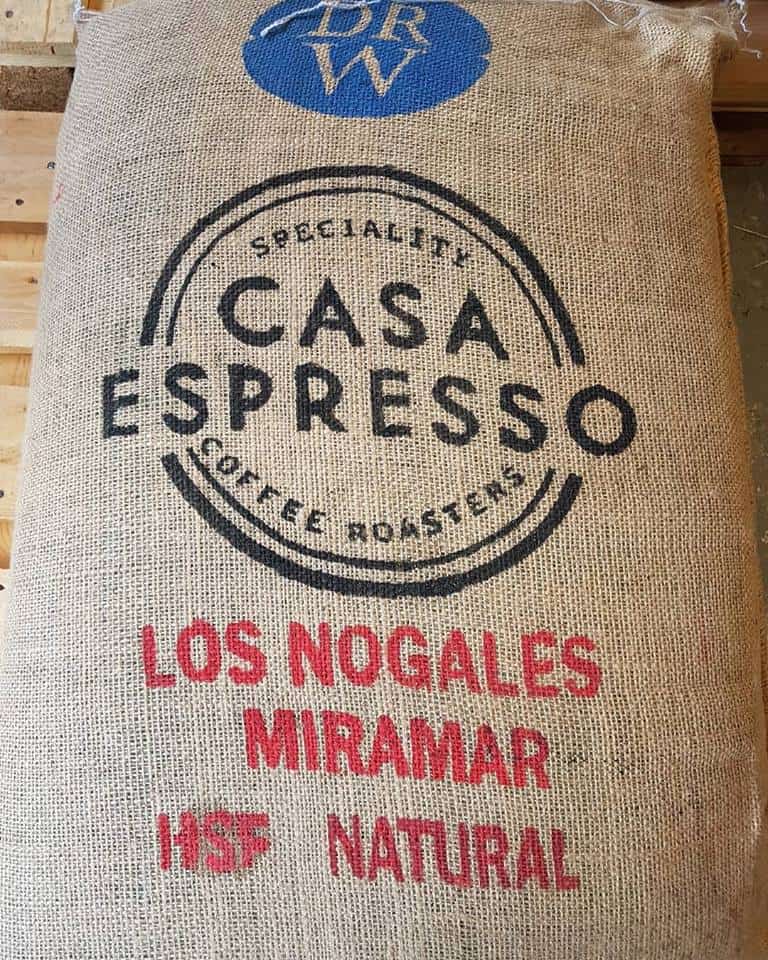 DR
W
SPECIALITY
CASA
ESPRESSO
COFFEE ROASTERS
LOS NOGALES
MIRAMAR
HSF NATURAL